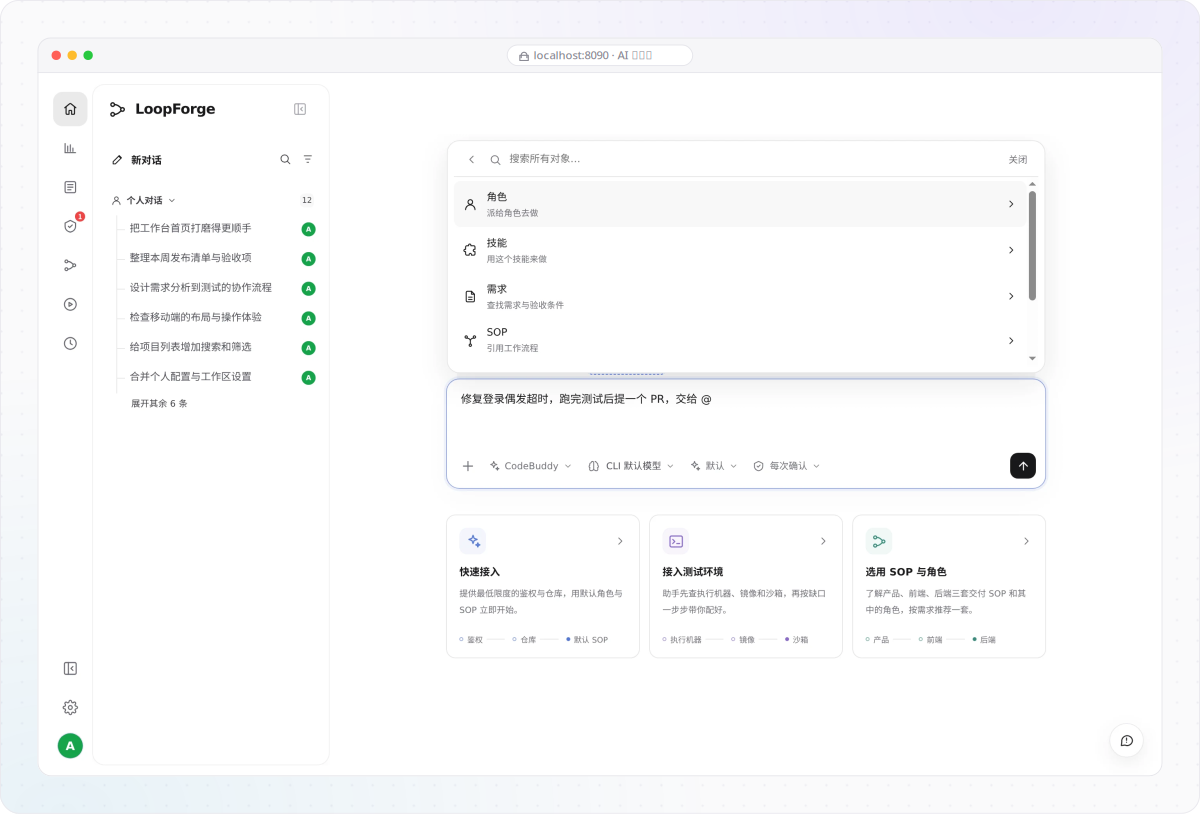 localhost:8090 · AI
LoopForge
新对话
个人对话
12
把工作台首页打磨得更顺手
A
整理本周发布清单与验收项
A
设计需求分析到测试的协作流程
A
检查移动端的布局与操作体验
A
给项目列表增加搜索和筛选
A
合并个人配置与工作区设置
A
展开其余 6 条
1
A
搜索所有对象...
关闭
角色
派给角色去做
技能
用这个技能来做
需求
查找需求与验收条件
SOP
引用工作流程
修复登录偶发超时，跑完测试后提一个 PR，交给 @
CodeBuddy
CLI 默认模型
默认
每次确认
快速接入
提供最低限度的鉴权与仓库，用默认角色与
SOP 立即开始。
鉴权 仓库 默认 SOP
接入测试环境
助手先查执行机器、镜像和沙箱，再按缺口
一步步带你配好。
执行机器 镜像 沙箱
选用 SOP 与角色
了解产品、前端、后端三套交付 SOP 和其
中的角色，按需求推荐一套。
产品 前端 后端